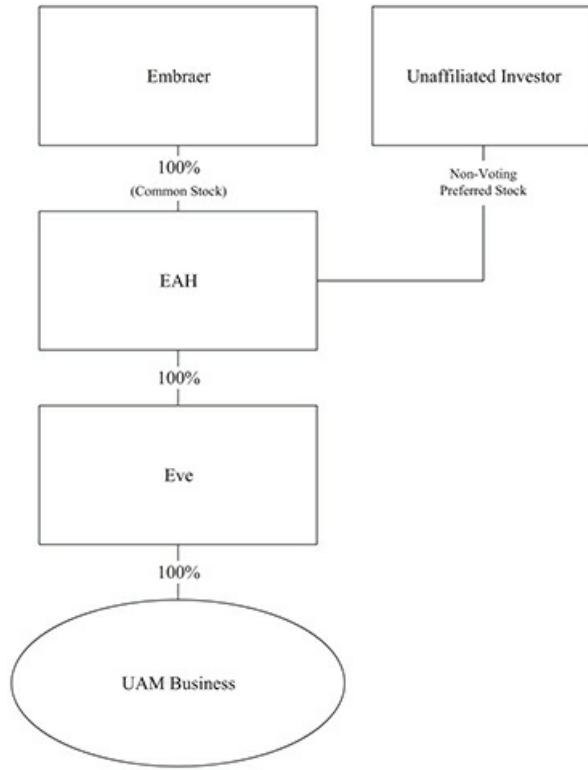 Embraer
Unaffiliated Investor
100%
(Common Stock)
Non-Voting
Preferred Stock
EAH
100%
Eve
100%
UAM Business